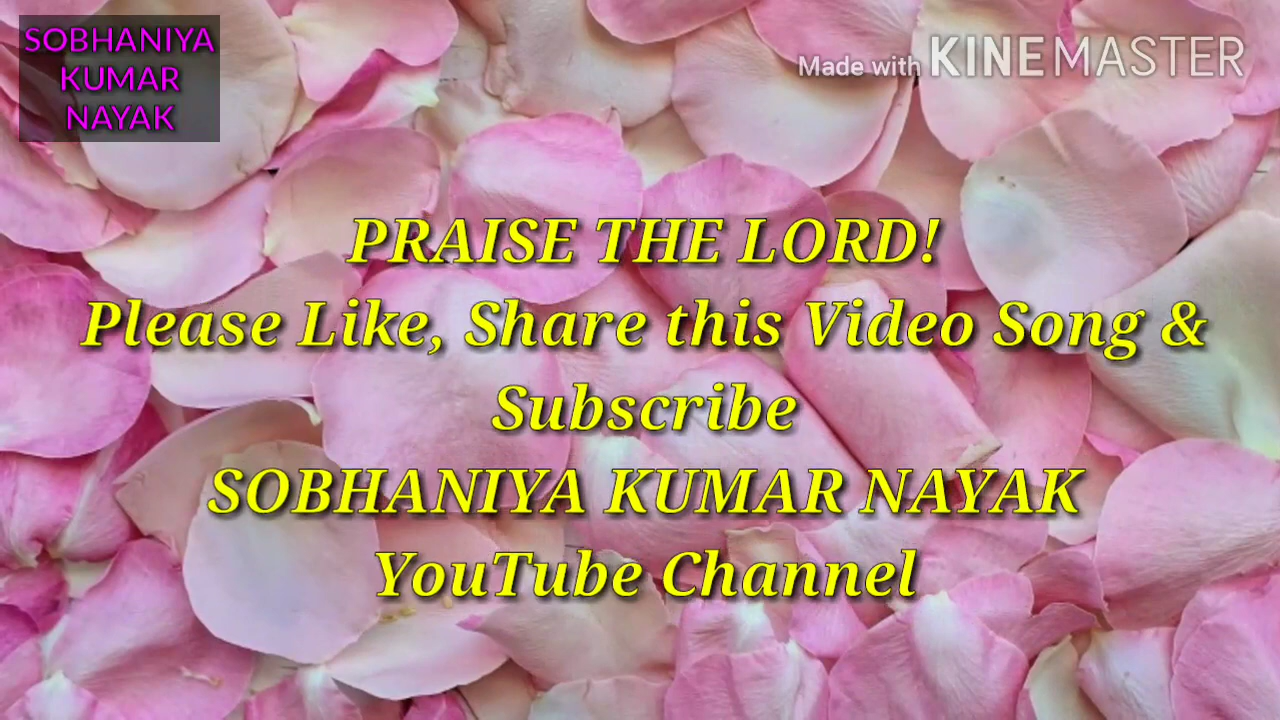 SOBHANIYA
KUMAR
NAYAK
Made with KINEMASTER
PRAISE THE LORD!
Please Like, Share this Video Song &
Subscribe
SOBHANIYA KUMAR NAYAK
YouTube Channel